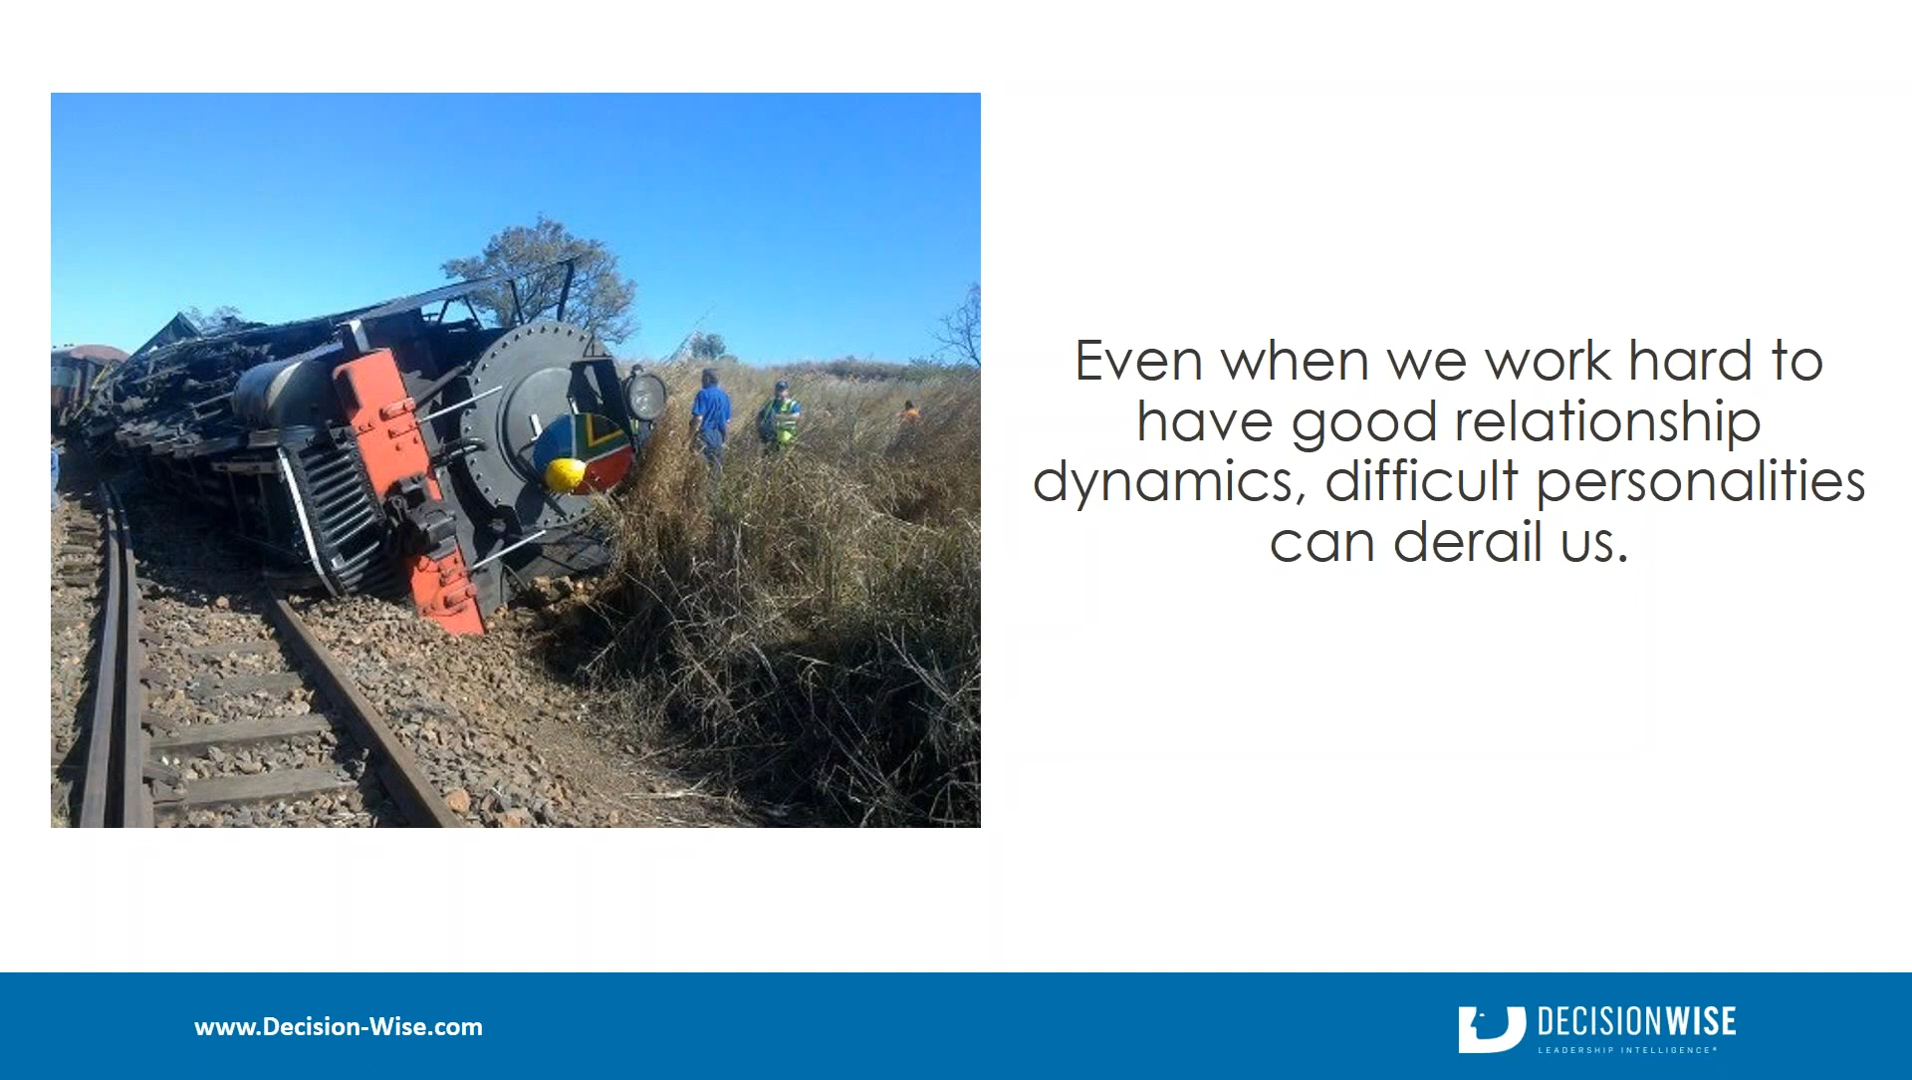 Even when we work hard to
have good relationship
dynamics, difficult personalities
can derail us.
www.Decision-Wise.com
DECISIONWISE
LEADERSHIP INTELLIGENCE®